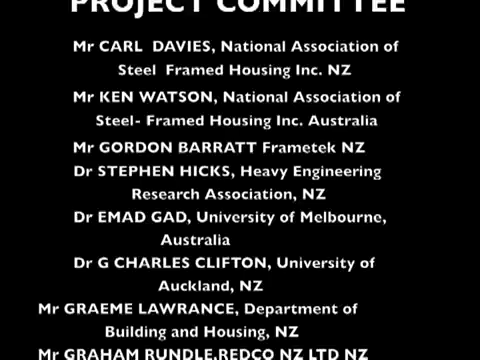 PROJECT COMMITTEE
Mr CARL DAVIES, National Association of
Steel Framed Housing Inc. NZ
Mr KEN WATSON, National Association of
Steel- Framed Housing Inc. Australia
Mr GORDON BARRATT Frametek NZ
Dr STEPHEN HICKS, Heavy Engineering
Research Association, NZ
Dr EMAD GAD, University of Melbourne,
Australia
Dr G CHARLES CLIFTON, University of
Auckland, NZ
Mr GRAEME LAWRANCE, Department of
Building and Housing, NZ
Mr GRAHAM RUNDLE,REDCO NZ LTD NZ